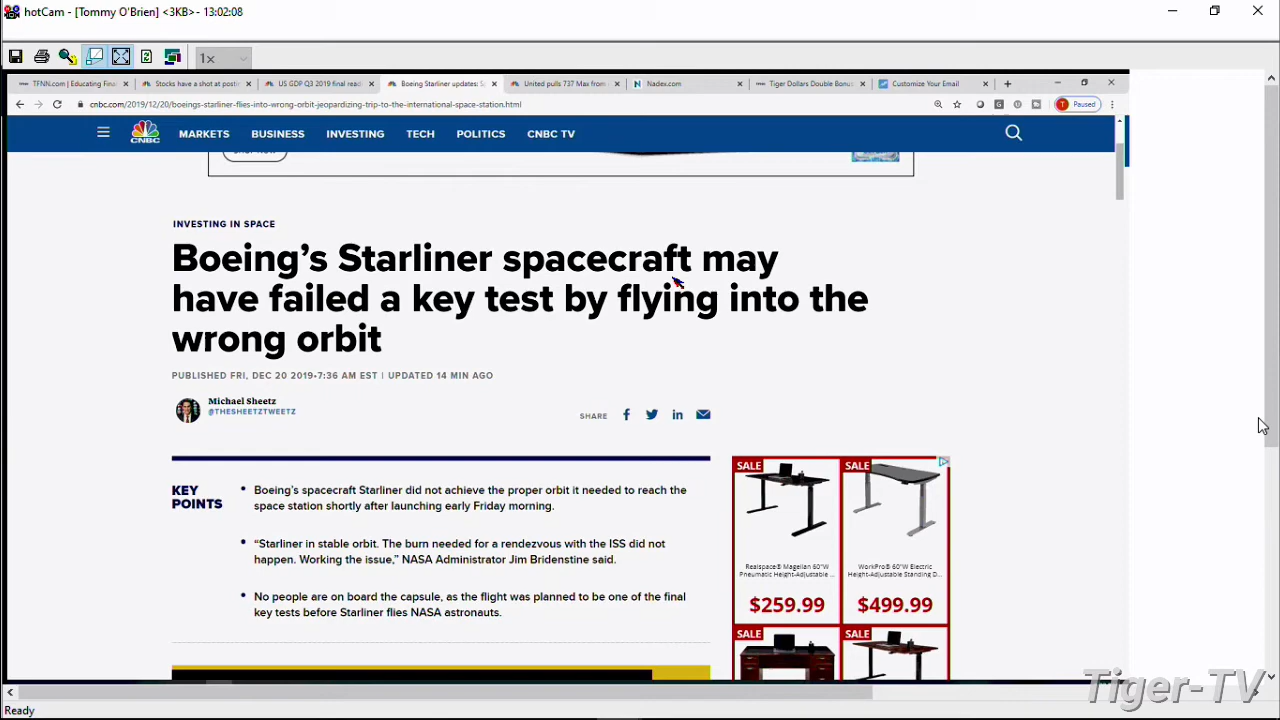 hotCam - [Tommy O'Brien] <3KB> - 13:02:08
1x
TFNN.com | Educating Finan
Stocks have a shot at posti
US GDP Q3 2019 final read
Boeing Starliner updates: S
United pulls 737 Max from
Nadex.com
Tiger Dollars Double Bonus
Customize Your Email
cnbc.com/2019/12/20/boeings-starliner-flies-into-wrong-orbit-jeopardizing-trip-to-the-international-space-station.html
Paused
CNBC
MARKETS BUSINESS INVESTING TECH POLITICS CNBC TV
INVESTING IN SPACE
Boeing’s Starliner spacecraft may
have failed a key test by flying into the
wrong orbit
PUBLISHED FRI, DEC 20 2019•7:36 AM EST | UPDATED 14 MIN AGO
Michael Sheetz
@THESHEETZTWEETZ
SHARE
KEY
POINTS
• Boeing’s spacecraft Starliner did not achieve the proper orbit it needed to reach the
space station shortly after launching early Friday morning.
• “Starliner in stable orbit. The burn needed for a rendezvous with the ISS did not
happen. Working the issue,” NASA Administrator Jim Bridenstine said.
• No people are on board the capsule, as the flight was planned to be one of the final
key tests before Starliner flies NASA astronauts.
SALE
Realspace® Magellan 60"W
Pneumatic Height-Adjustable ...
$259.99
SALE
WorkPro® 60"W Electric
Height-Adjustable Standing D...
$499.99
SALE
SALE
Tiger-TV
Ready